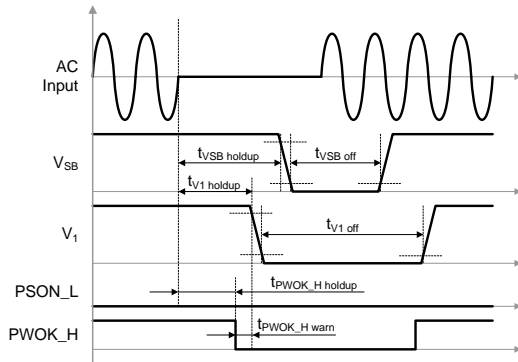 AC
Input
tVSB holdup
tVSB off
VSB
tV1 holdup
V1
tV1 off
PSON_L
tPWOK_H holdup
tPWOK_H warn
PWOK_H